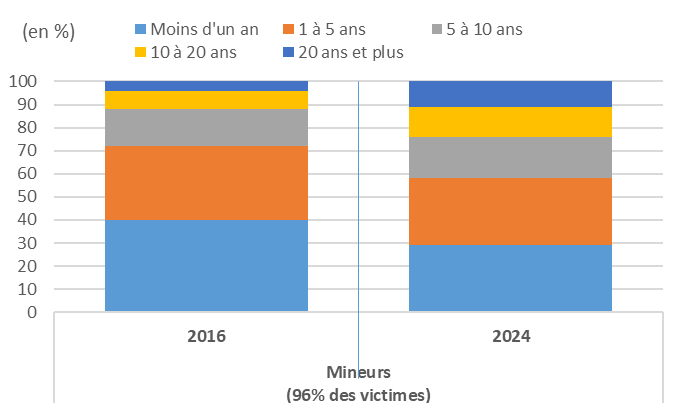 (en %)
Moins d'un an 1 à 5 ans 5 à 10 ans
10 à 20 ans 20 ans et plus
100
90
80
70
60
50
40
30
20
10
0
2016 2024
Mineurs
(96% des victimes)